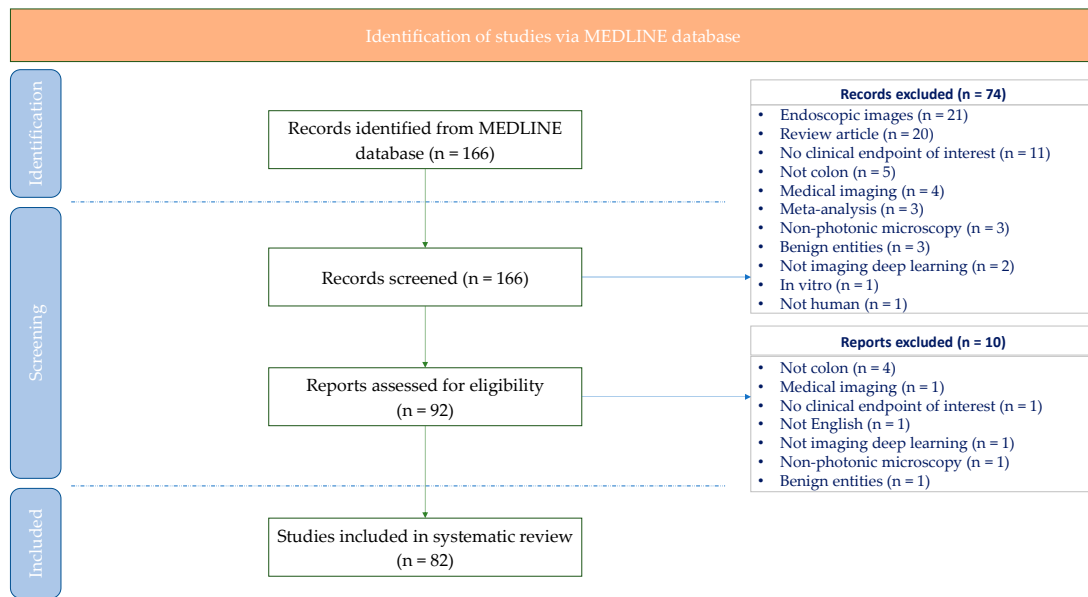 Identification of studies via MEDLINE database
Identification
Records identified from MEDLINE
database (n = 166)
Records excluded (n = 74)
• Endoscopic images (n = 21)
• Review article (n = 20)
• No clinical endpoint of interest (n = 11)
• Not colon (n = 5)
• Medical imaging (n = 4)
• Meta-analysis (n = 3)
• Non-photonic microscopy (n = 3)
• Benign entities (n = 3)
• Not imaging deep learning (n = 2)
• In vitro (n = 1)
• Not human (n = 1)
Screening
Records screened (n = 166)
Reports assessed for eligibility
(n = 92)
Reports excluded (n = 10)
• Not colon (n = 4)
• Medical imaging (n = 1)
• No clinical endpoint of interest (n = 1)
• Not English (n = 1)
• Not imaging deep learning (n = 1)
• Non-photonic microscopy (n = 1)
• Benign entities (n = 1)
Included
Studies included in systematic review
(n = 82)